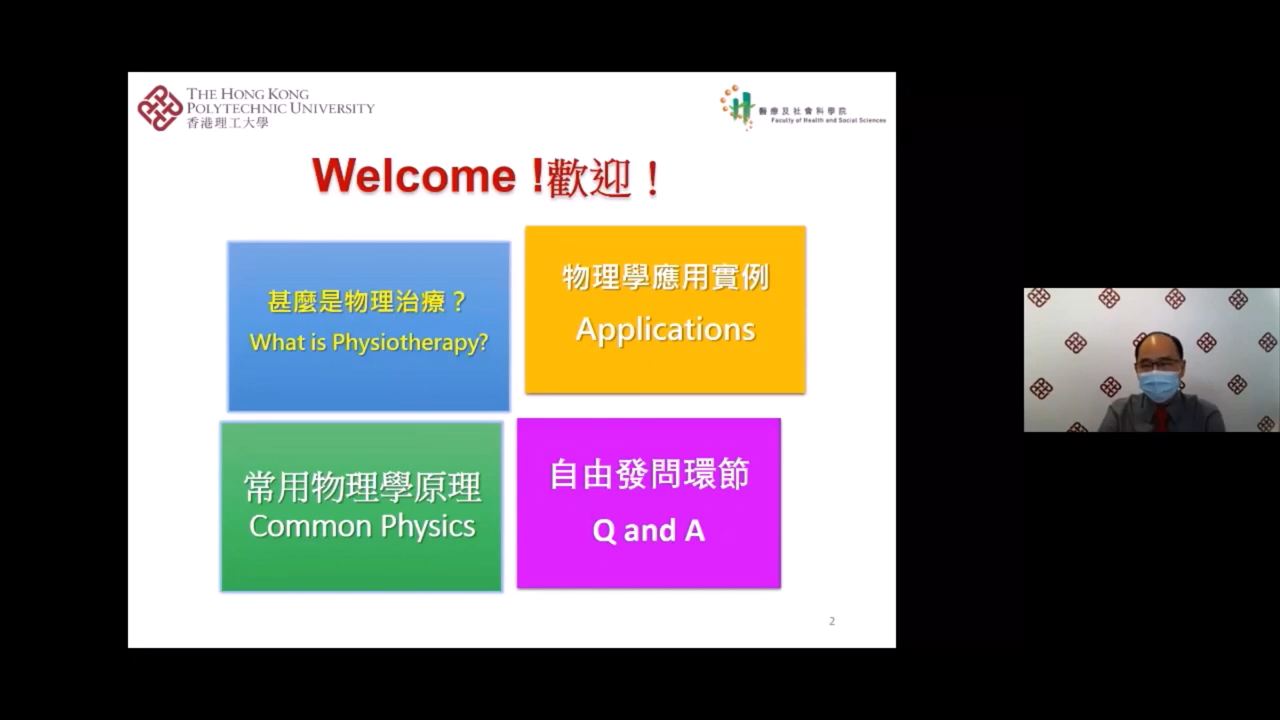 THE HONG KONG
POLYTECHNIC UNIVERSITY
香港理工大學
醫療及社會科學院
Faculty of Health and Social Sciences
Welcome !歡迎！
甚麼是物理治療？
What is Physiotherapy?
物理學應用實例
Applications
常用物理學原理
Common Physics
自由發問環節
Q and A
2